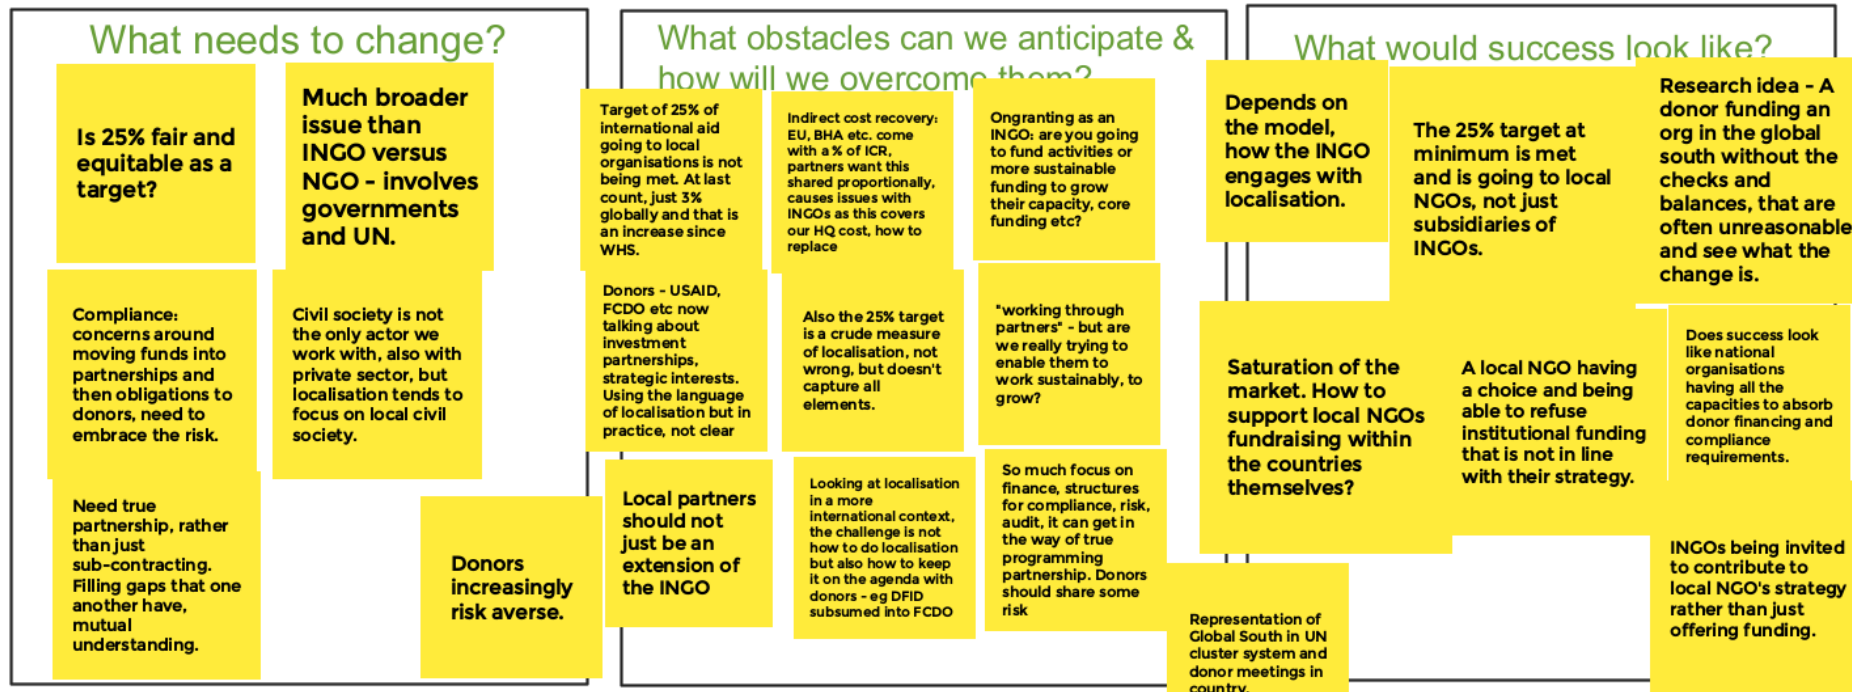 What needs to change?
Is 25% fair and
equitable as a
target?
Much broader
issue than
INGO versus
NGO - involves
governments
and UN.
Compliance:
concerns around
moving funds into
partnerships and
then obligations to
donors, need to
embrace the risk.
Civil society is not
the only actor we
work with, also with
private sector, but
localisation tends to
focus on local civil
society.
Need true
partnership, rather
than just
sub-contracting.
Filling gaps that one
another have,
mutual
understanding.
Donors
increasingly
risk averse.
What obstacles can we anticipate &
how will we overcome them?
Target of 25% of
international aid
going to local
organisations is not
being met. At last
count, just 3%
globally and that is
an increase since
WHS.
Indirect cost recovery:
EU, BHA etc. come
with a % of ICR,
partners want this
shared proportionally,
causes issues with
INGOs as this covers
our HQ cost, how to
replace
Ongranting as an
INGO: are you going
to fund activities or
more sustainable
funding to grow
their capacity, core
funding etc?
Donors - USAID,
FCDO etc now
talking about
investment
partnerships,
strategic interests.
Using the language
of localisation but in
practice, not clear
Also the 25% target
is a crude measure
of localisation, not
wrong, but doesn't
capture all
elements.
"working through
partners" - but are
we really trying to
enable them to
work sustainably, to
grow?
Local partners
should not
just be an
extension of
the INGO
Looking at localisation
in a more
international context,
the challenge is not
how to do localisation
but also how to keep
it on the agenda with
donors - eg DFID
subsumed into FCDO
So much focus on
finance, structures
for compliance, risk,
audit, it can get in
the way of true
programming
partnership. Donors
should share some
risk
What would success look like?
Depends on
the model,
how the INGO
engages with
localisation.
The 25% target at
minimum is met
and is going to local
NGOs, not just
subsidiaries of
INGOs.
Research idea - A
donor funding an
org in the global
south without the
checks and
balances, that are
often unreasonable
and see what the
change is.
Saturation of the
market. How to
support local NGOs
fundraising within
the countries
themselves?
A local NGO having
a choice and being
able to refuse
institutional funding
that is not in line
with their strategy.
Does success look
like national
organisations
having all the
capacities to absorb
donor financing and
compliance
requirements.
INGOs being invited
to contribute to
local NGO's strategy
rather than just
offering funding.
Representation of
Global South in UN
cluster system and
donor meetings in
country.